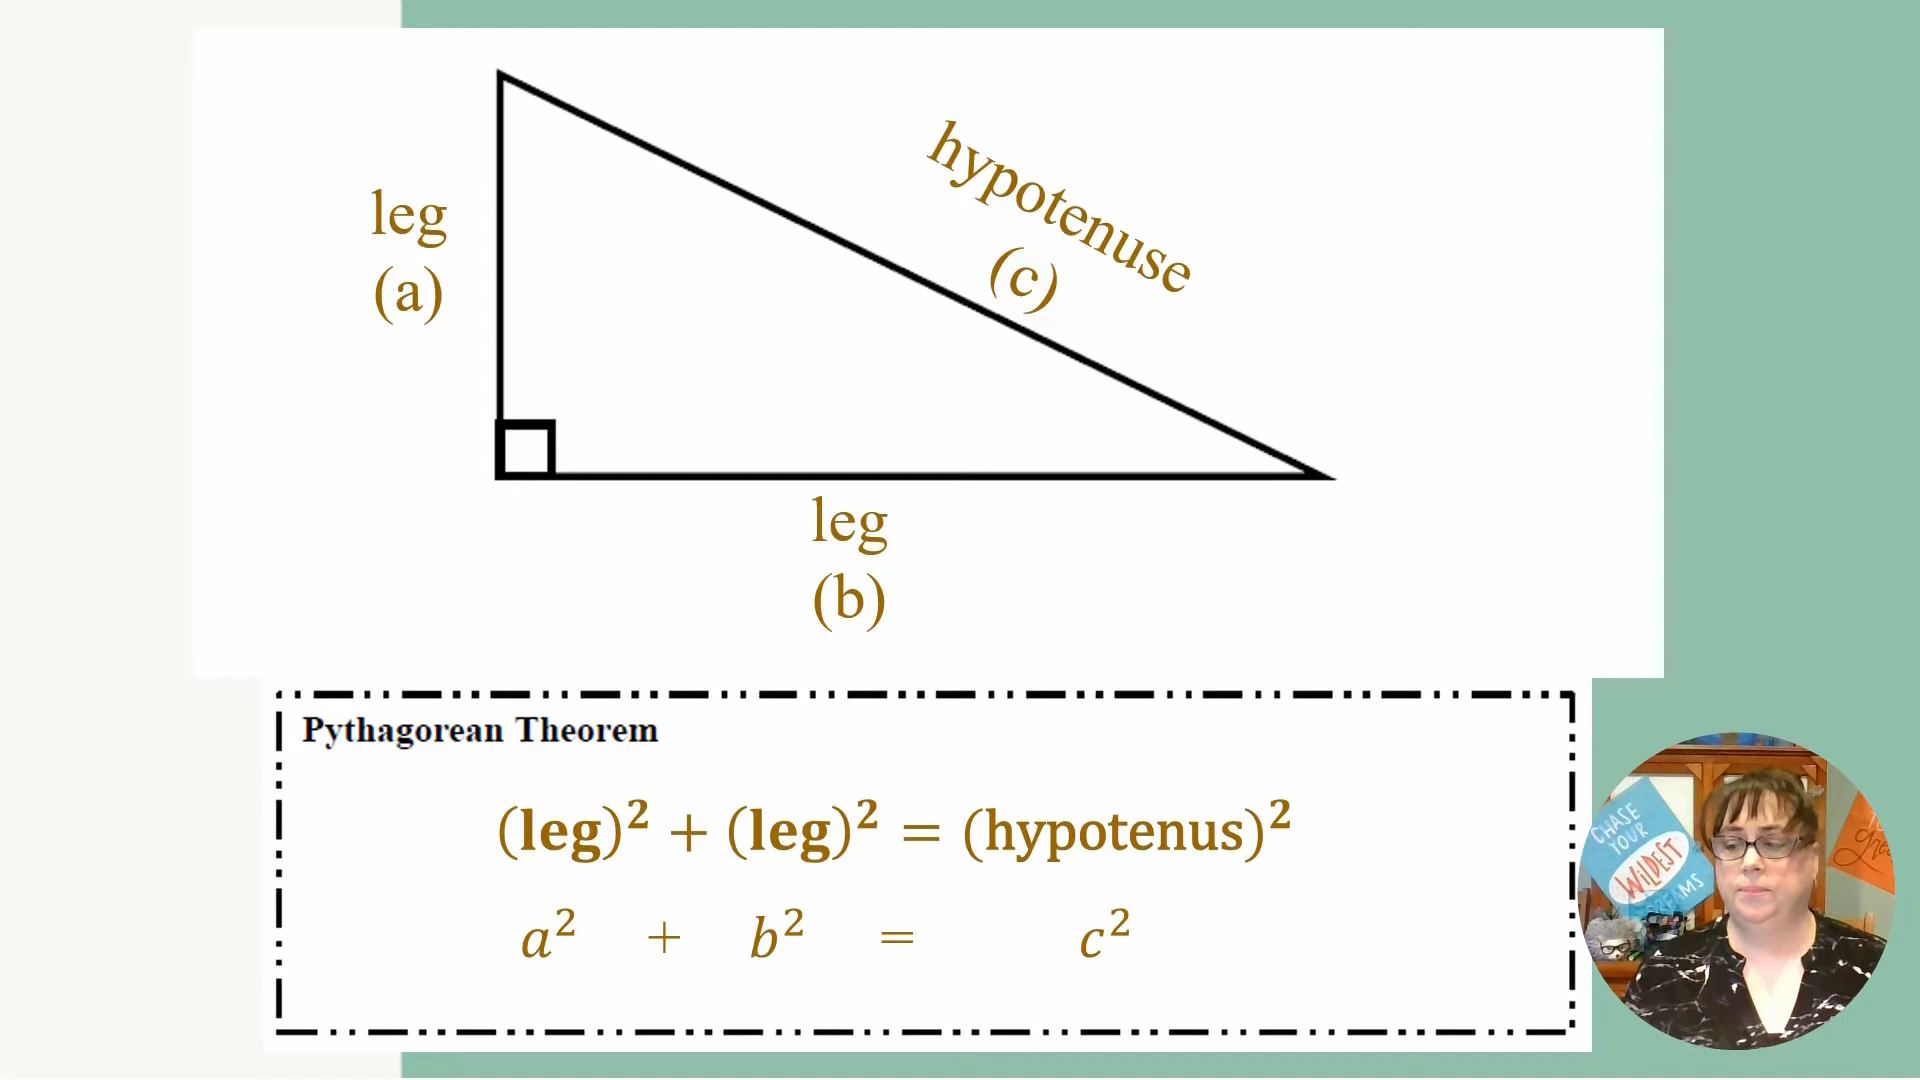 leg
(a)
hypotenuse
(c)
leg
(b)
Pythagorean Theorem
(leg)² + (leg)² = (hypotenus)²
a² + b² = c²
CHASE
YOUR
WILDEST
DREAMS